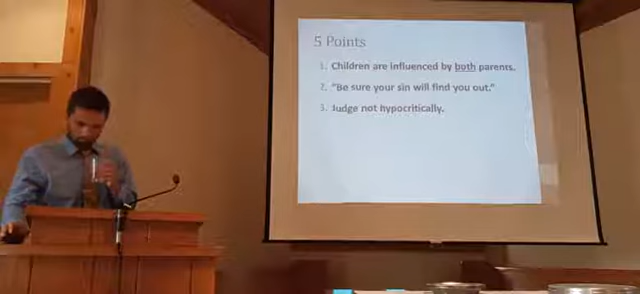 5 Points
1. Children are influenced by both parents.
2. "Be sure your sin will find you out."
3. Judge not hypocritically.